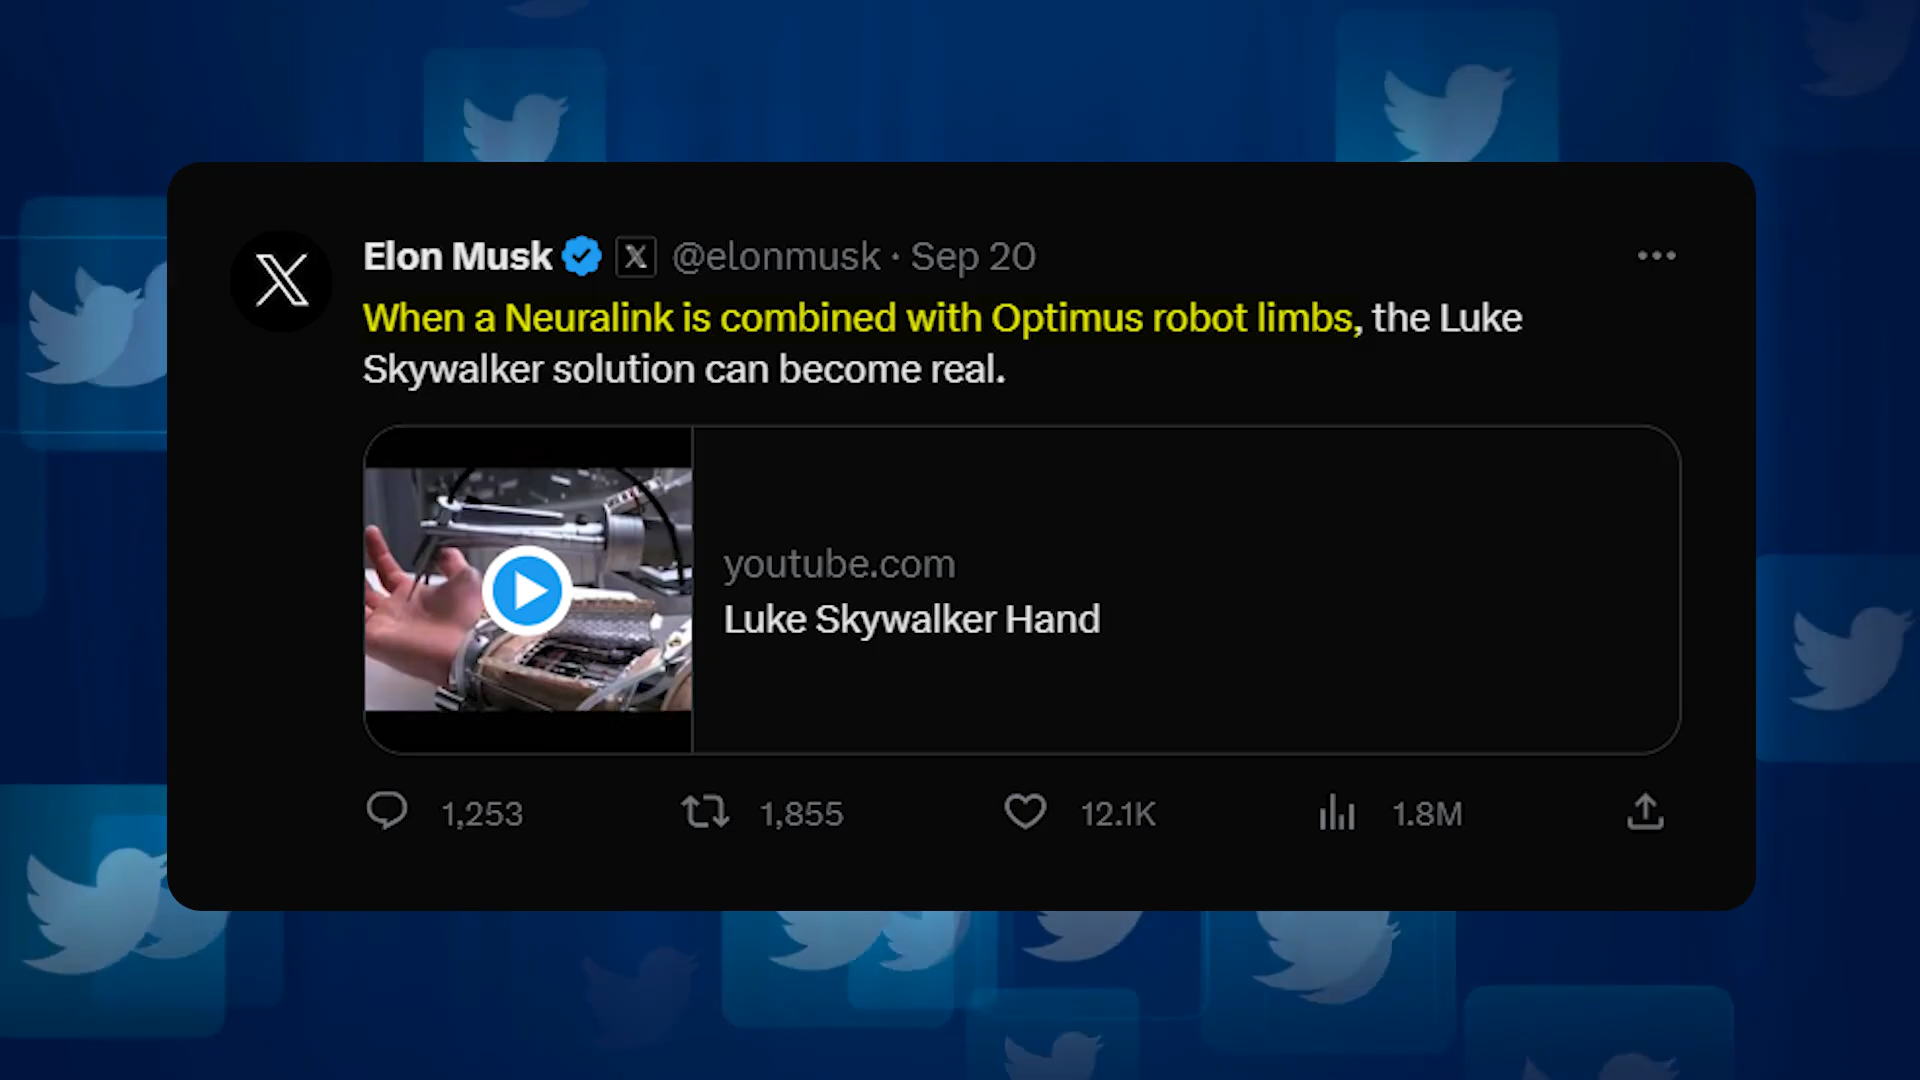 Elon Musk @elonmusk · Sep 20
When a Neuralink is combined with Optimus robot limbs, the Luke
Skywalker solution can become real.
youtube.com
Luke Skywalker Hand
1,253 1,855 12.1K 1.8M